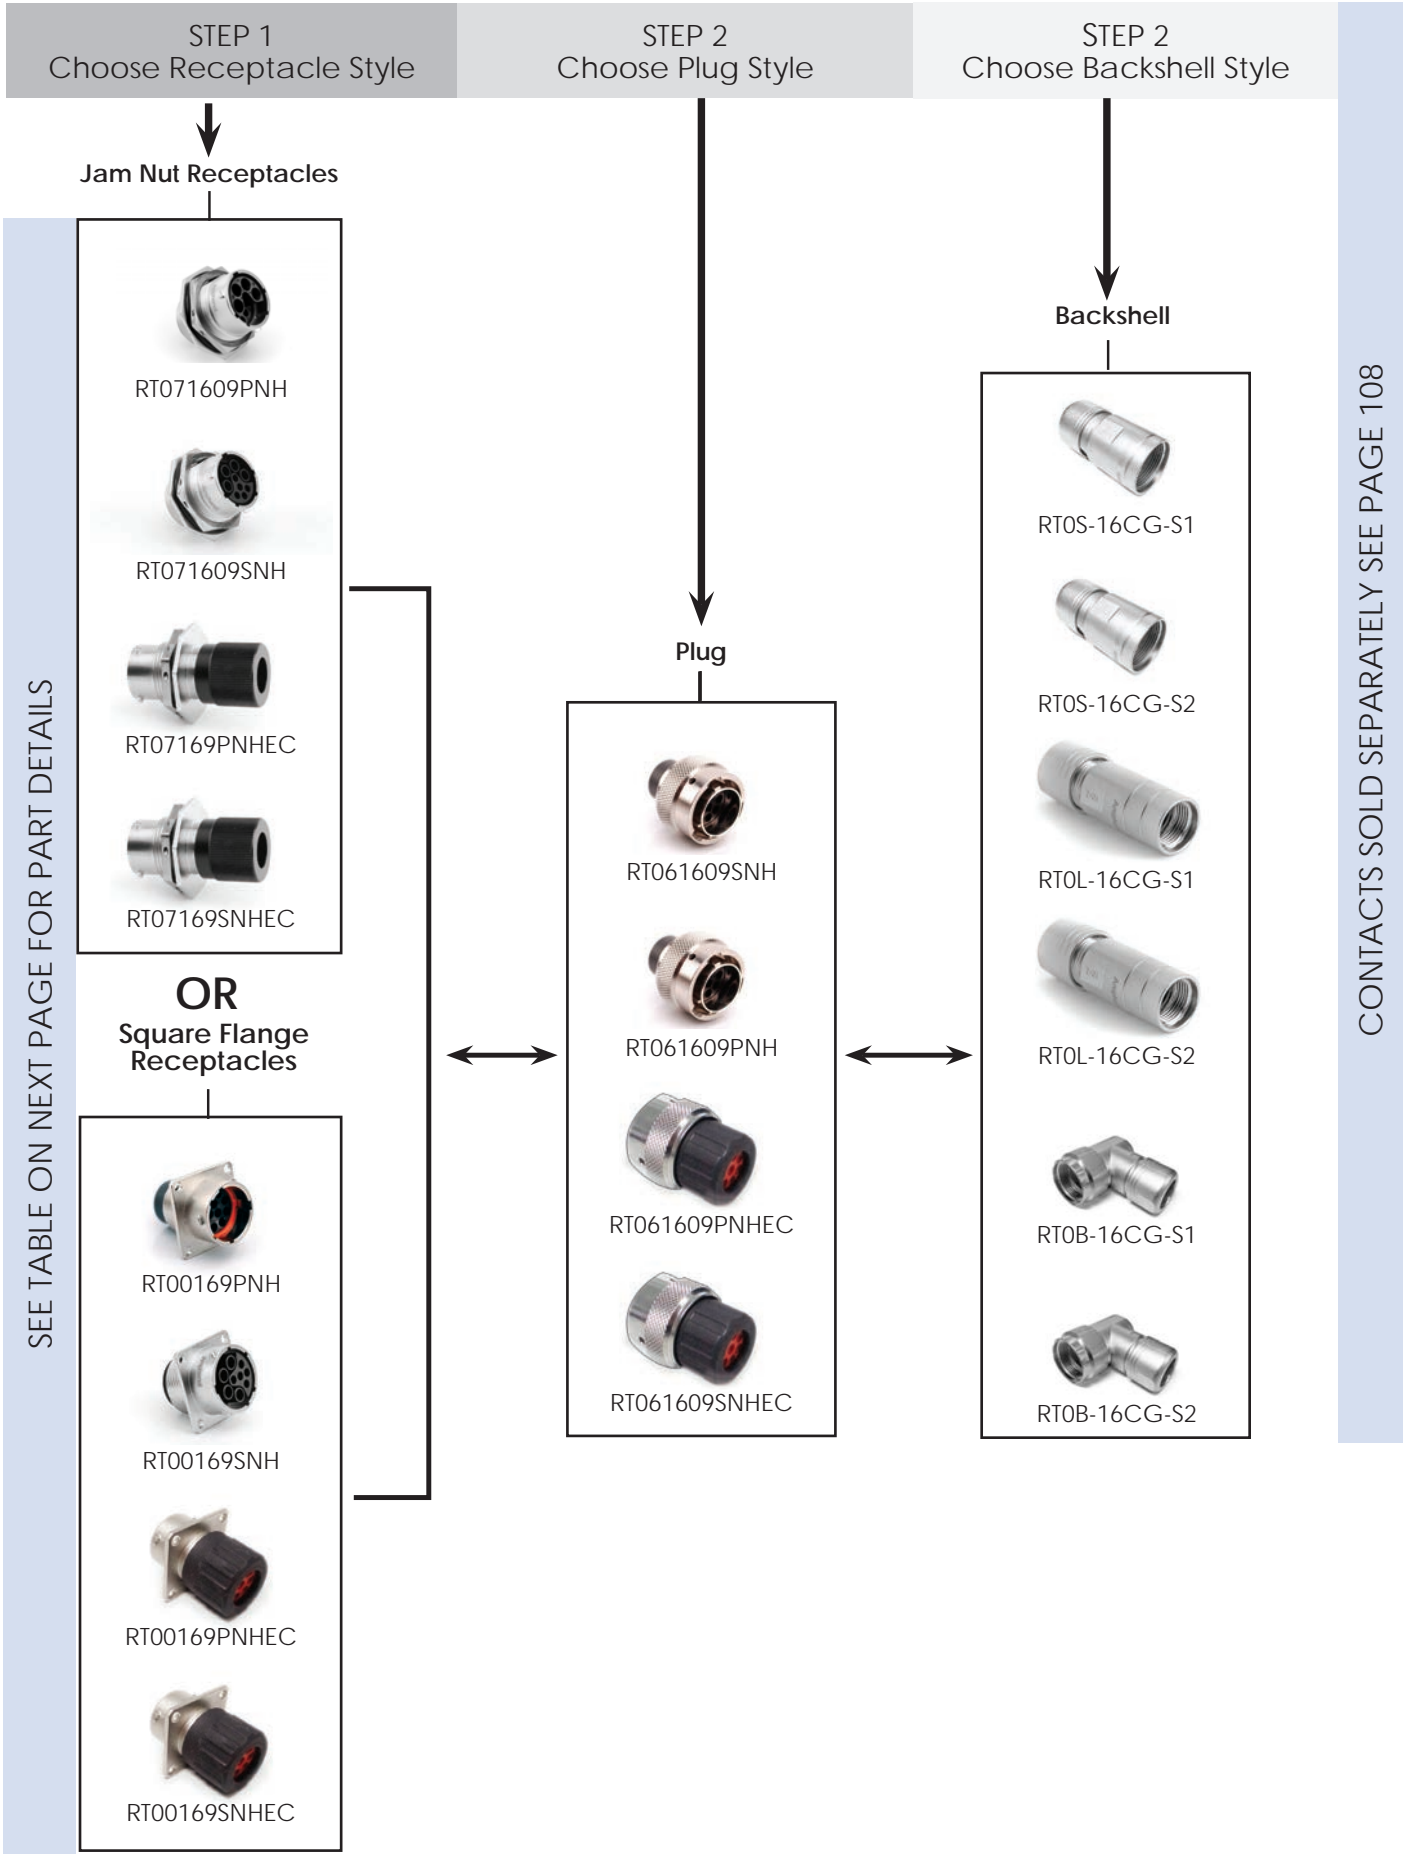 STEP 1
Choose Receptacle Style
STEP 2
Choose Plug Style
STEP 2
Choose Backshell Style
Jam Nut Receptacles
RT071609PNH
RT071609SNH
RT07169PNHEC
RT07169SNHEC
OR
Square Flange
Receptacles
RT00169PNH
RT00169SNH
RT00169PNHEC
RT00169SNHEC
Plug
RT061609SNH
RT061609PNH
RT061609PNHEC
RT061609SNHEC
Backshell
RT0S-16CG-S1
RT0S-16CG-S2
RT0L-16CG-S1
RT0L-16CG-S2
RT0B-16CG-S1
RT0B-16CG-S2
SEE TABLE ON NEXT PAGE FOR PART DETAILS
CONTACTS SOLD SEPARATELY SEE PAGE 108